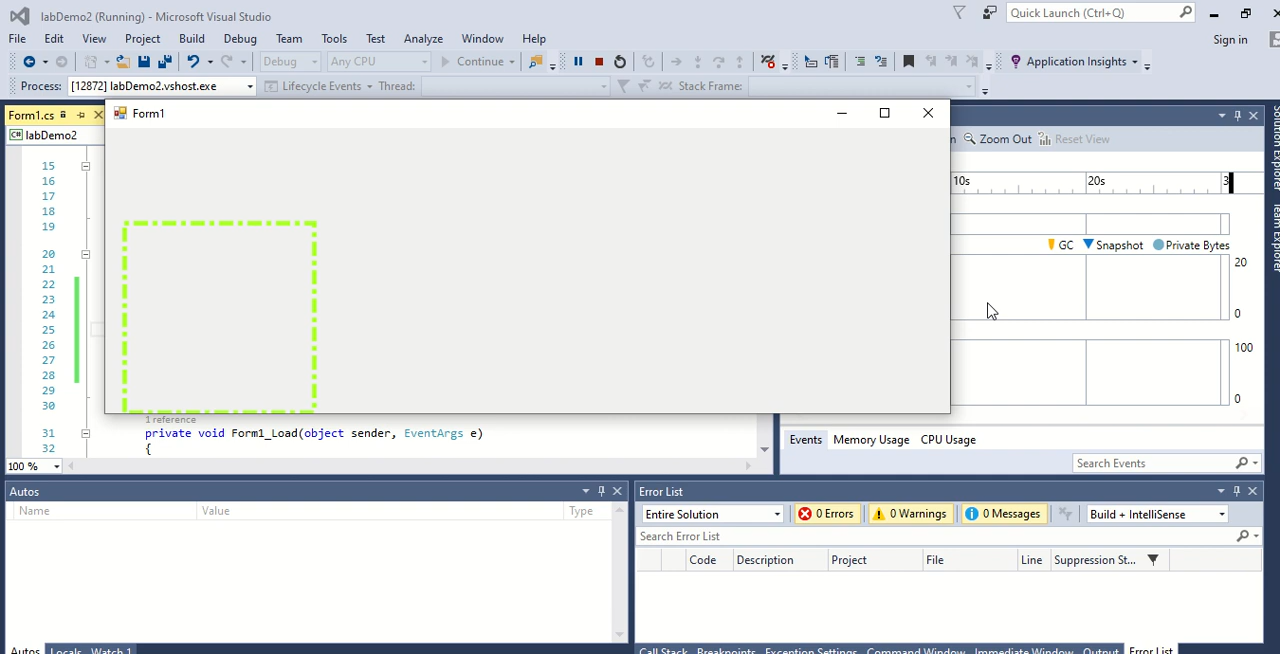 labDemo2 (Running) - Microsoft Visual Studio
Quick Launch (Ctrl+Q)
File Edit View Project Build Debug Team Tools Test Analyze Window Help
Sign in
Debug Any CPU Continue Application Insights
Process: [12872] labDemo2.vshost.exe Lifecycle Events Thread: Stack Frame:
Form1.cs
Form1
labDemo2
Zoom Out Reset View
15
16
17
18
19
20
21
22
23
24
25
26
27
28
29
30
10s 20s 3
GC Snapshot Private Bytes
20
0
100
0
1 reference
31 private void Form1_Load(object sender, EventArgs e)
32 {
100 %
Events Memory Usage CPU Usage
Search Events
Solution Explorer
Team Explorer
Autos
Name Value Type
Error List
Entire Solution 0 Errors 0 Warnings 0 Messages Build + IntelliSense
Search Error List
Code Description Project File Line Suppression St...
Autos Locals Watch 1
Call Stack Breakpoints Exception Settings Command Window Immediate Window Output Error List